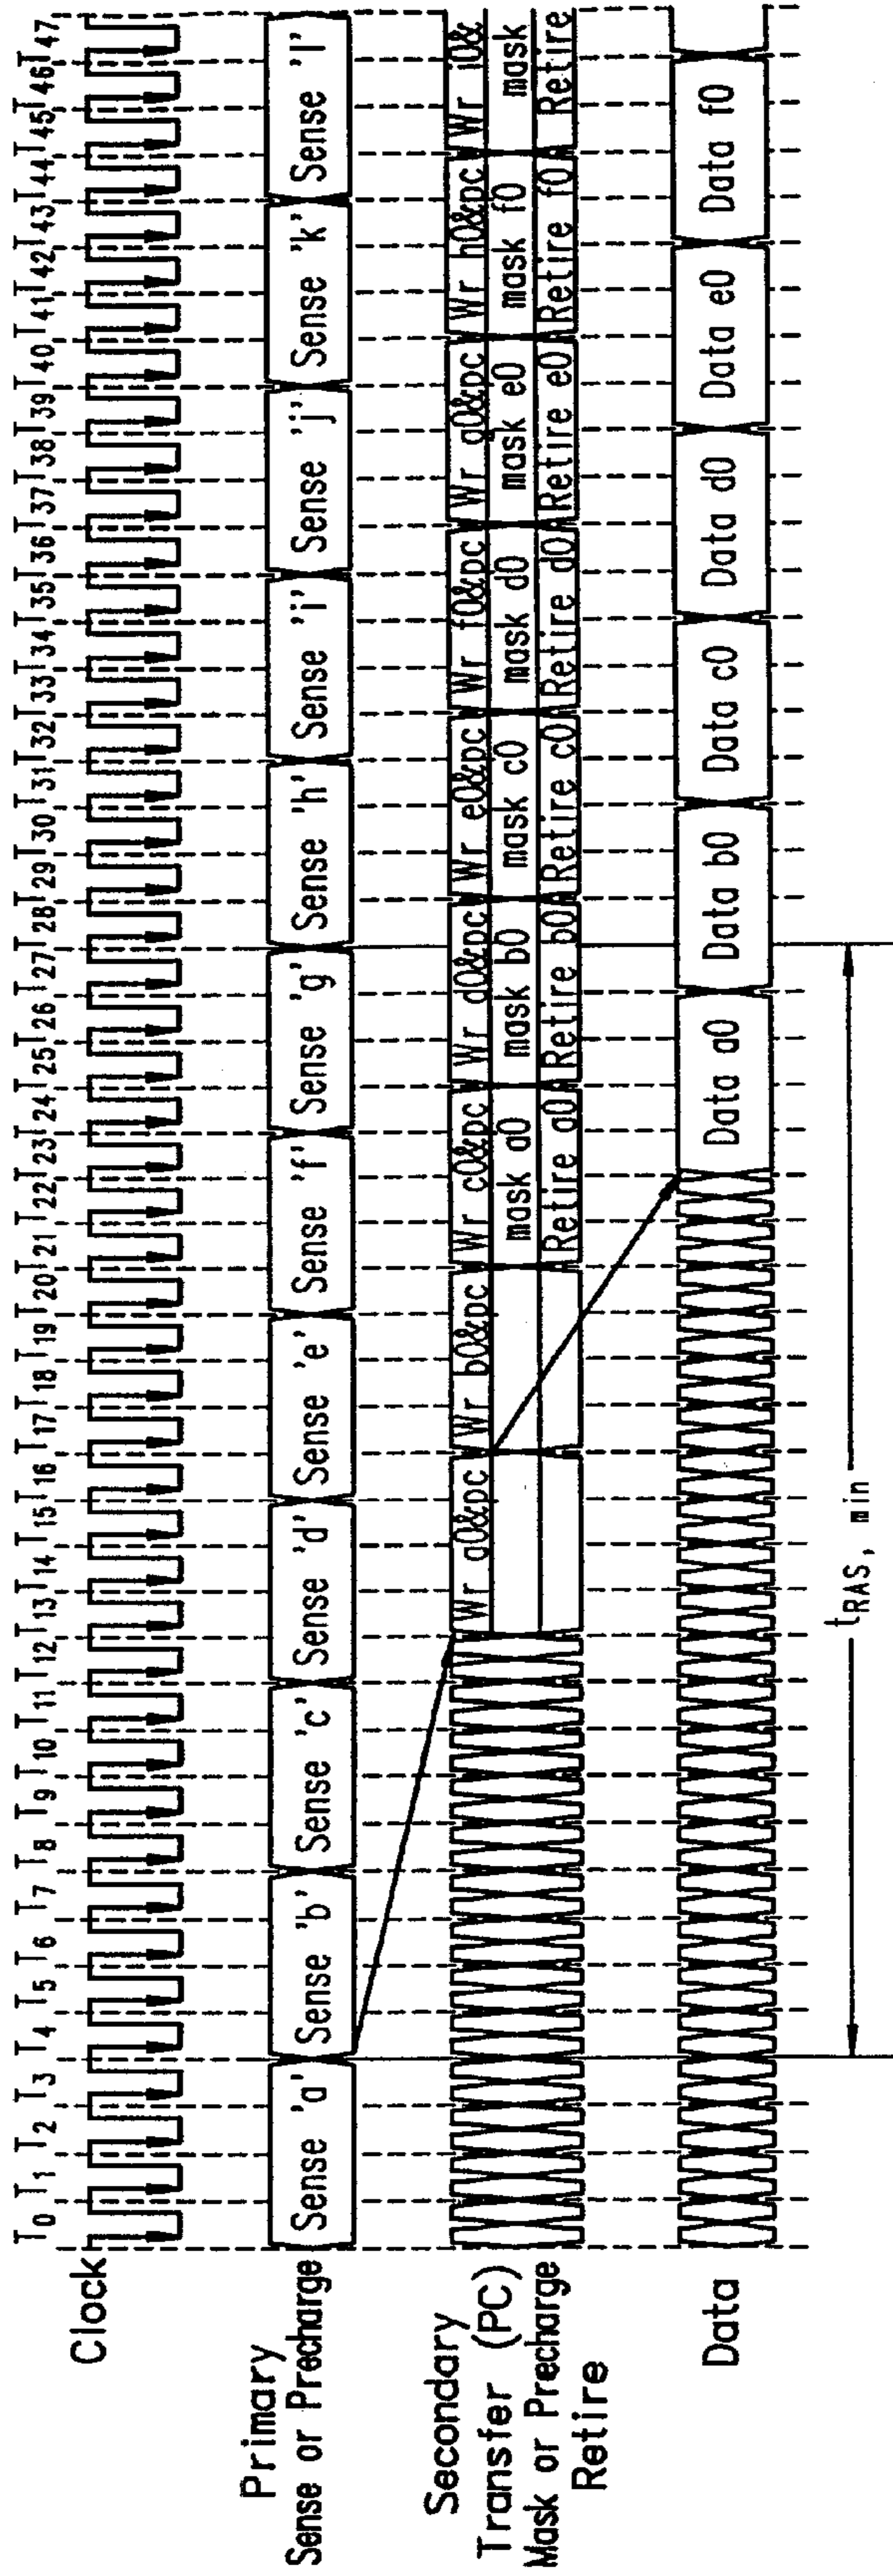 T0 T1 T2 T3 T4 T5 T6 T7 T8 T9 T10 T11 T12 T13 T14 T15 T16 T17 T18 T19 T20 T21 T22 T23 T24 T25 T26 T27 T28 T29 T30 T31 T32 T33 T34 T35 T36 T37 T38 T39 T40 T41 T42 T43 T44 T45 T46 T47
Clock
Primary
Sense or Precharge
Sense 'a' Sense 'b' Sense 'c' Sense 'd' Sense 'e' Sense 'f' Sense 'g' Sense 'h' Sense 'i' Sense 'j' Sense 'k' Sense 'l'
Secondary
Transfer (PC)
Wr a0&pc Wr b0&pc Wr c0&pc Wr d0&pc Wr e0&pc Wr f0&pc Wr g0&pc Wr h0&pc Wr i0&
Mask or Precharge
mask a0 mask b0 mask c0 mask d0 mask e0 mask f0 mask
Retire
Retire a0 Retire b0 Retire c0 Retire d0 Retire e0 Retire f0 Retire
Data
Data a0 Data b0 Data c0 Data d0 Data e0 Data f0
tRAS, min